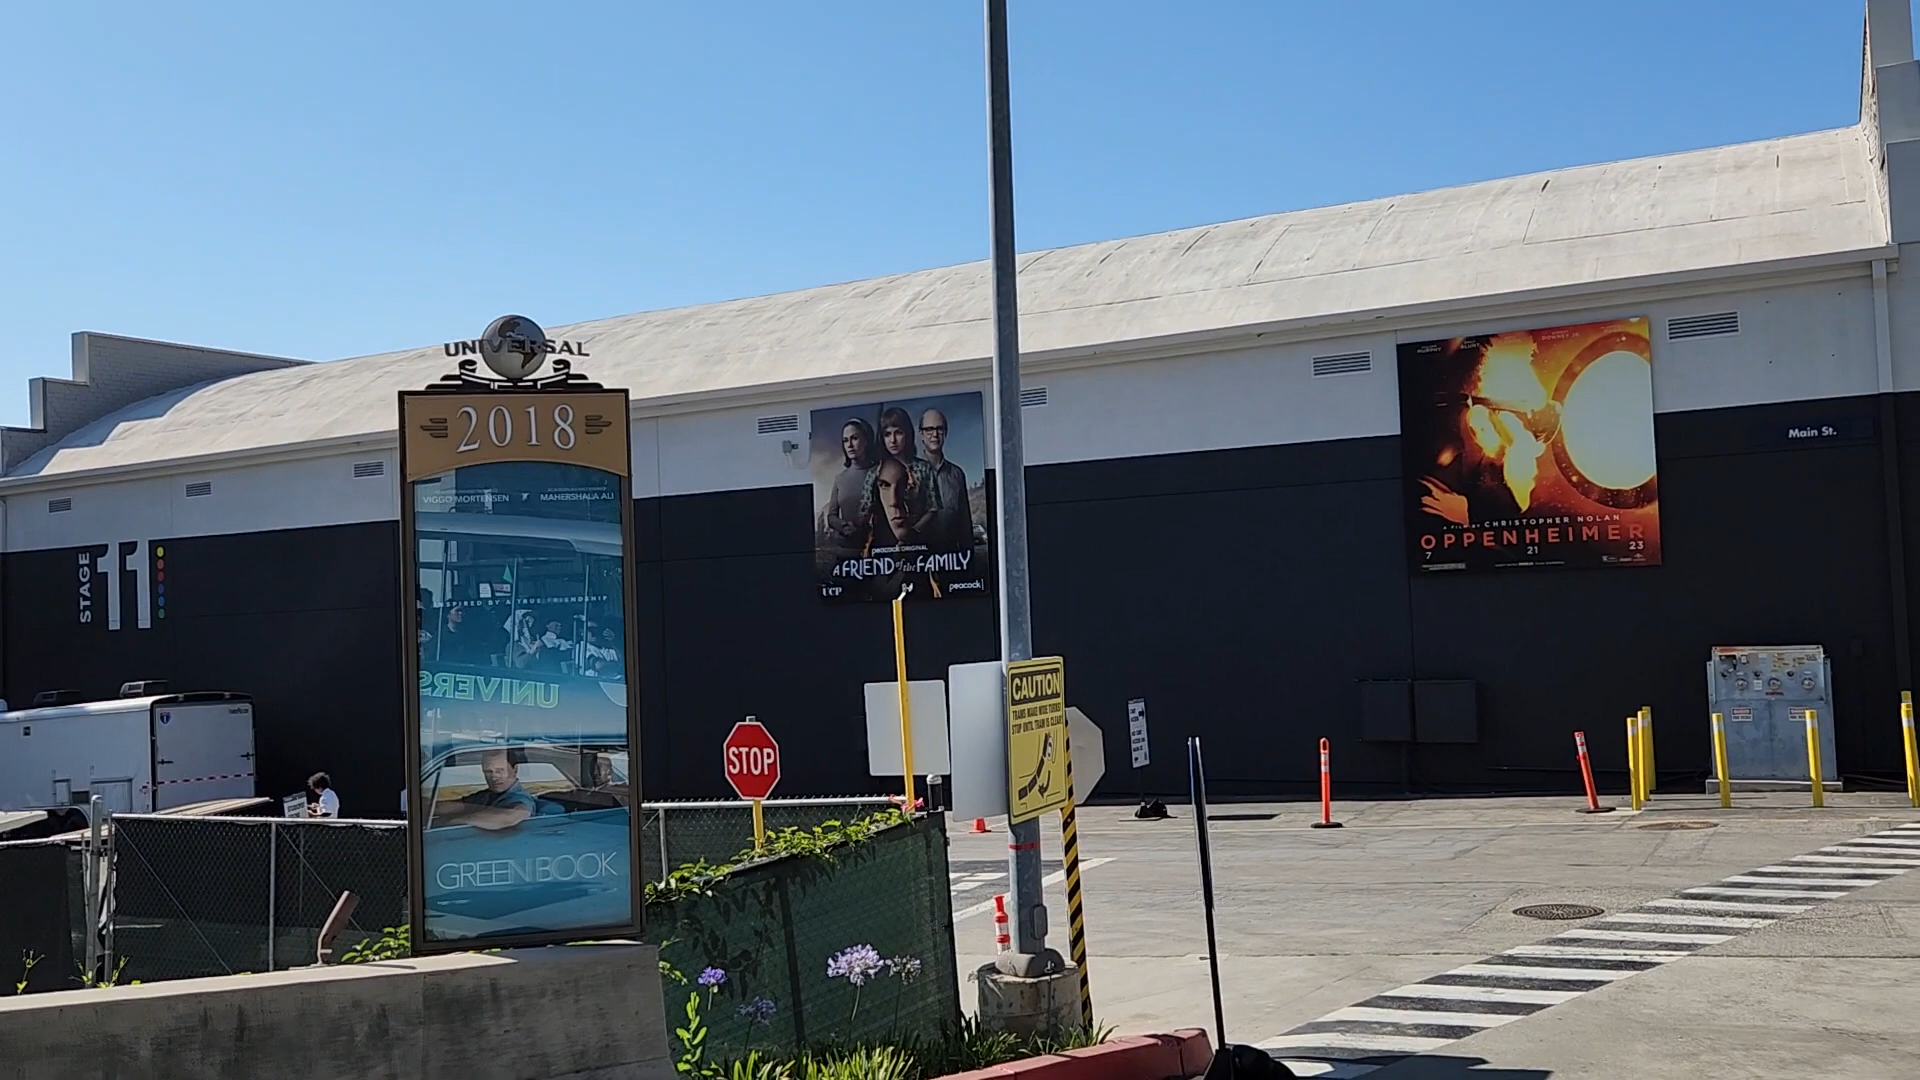 UNIVERSAL
2018
VIGGO MORTENSEN
MAHERSHALA ALI
INSPIRED BY A TRUE FRIENDSHIP
UNIVERS
GREEN BOOK
STAGE
11
peacock ORIGINAL
A FRIEND of the FAMILY
UCP
peacock
STOP
CAUTION
TRAMS MAKE WIDE TURNS!
STOP UNTIL TRAM IS CLEAR!
MURPHY
BLUNT
DOWNEY JR.
A FILM BY CHRISTOPHER NOLAN
OPPENHEIMER
7 21 23
Main St.